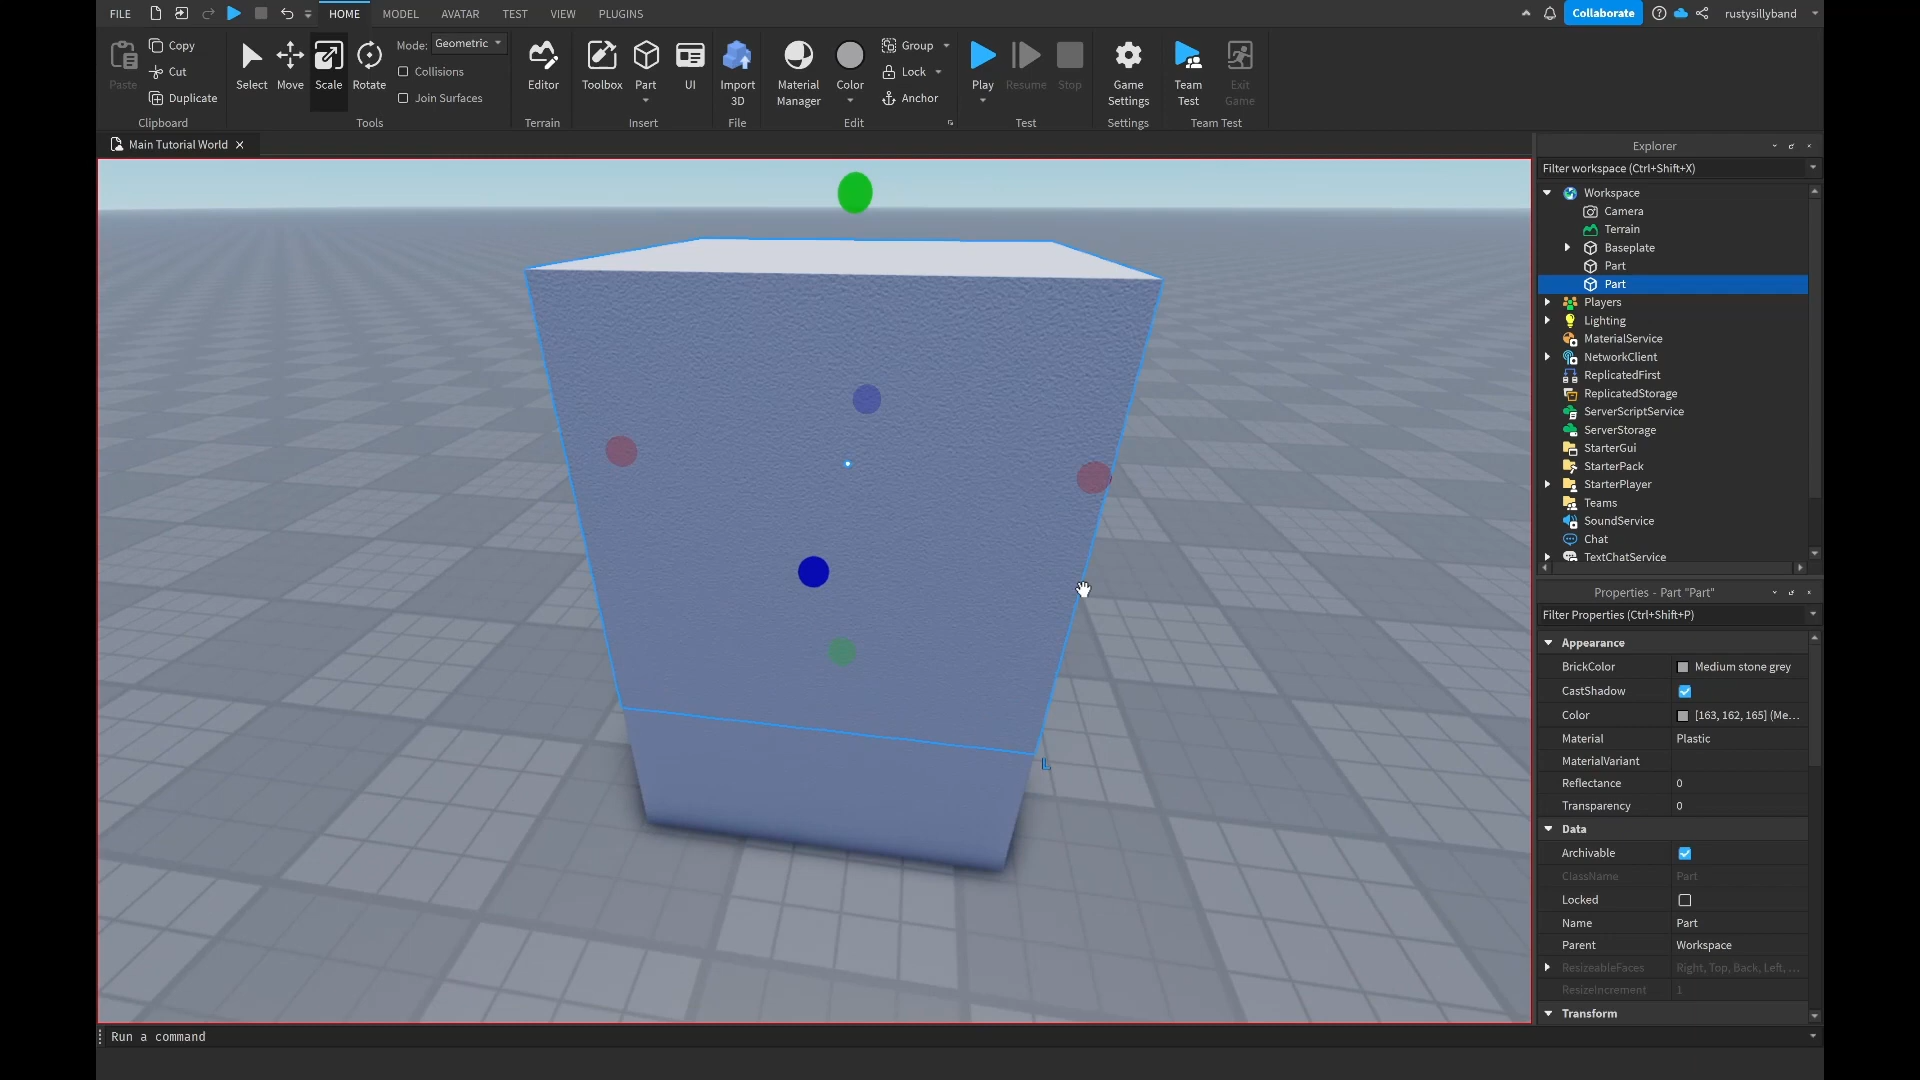 FILE HOME MODEL AVATAR TEST VIEW PLUGINS Collaborate rustysillyband
Paste Copy Cut Duplicate Clipboard
Select Move Scale Rotate Mode: Geometric Collisions Join Surfaces Tools
Editor Terrain
Toolbox Part UI Insert
Import 3D File
Material Manager Color Group Lock Anchor Edit
Play Resume Stop Test
Game Settings Settings
Team Test Exit Game Team Test
Main Tutorial World
Explorer
Filter workspace (Ctrl+Shift+X)
Workspace
Camera
Terrain
Baseplate
Part
Part
Players
Lighting
MaterialService
NetworkClient
ReplicatedFirst
ReplicatedStorage
ServerScriptService
ServerStorage
StarterGui
StarterPack
StarterPlayer
Teams
SoundService
Chat
TextChatService
Properties - Part "Part"
Filter Properties (Ctrl+Shift+P)
Appearance
BrickColor Medium stone grey
CastShadow
Color [163, 162, 165] (Me...
Material Plastic
MaterialVariant
Reflectance 0
Transparency 0
Data
Archivable
ClassName Part
Locked
Name Part
Parent Workspace
ResizeableFaces Right, Top, Back, Left, ...
ResizeIncrement 1
Transform
L
Run a command